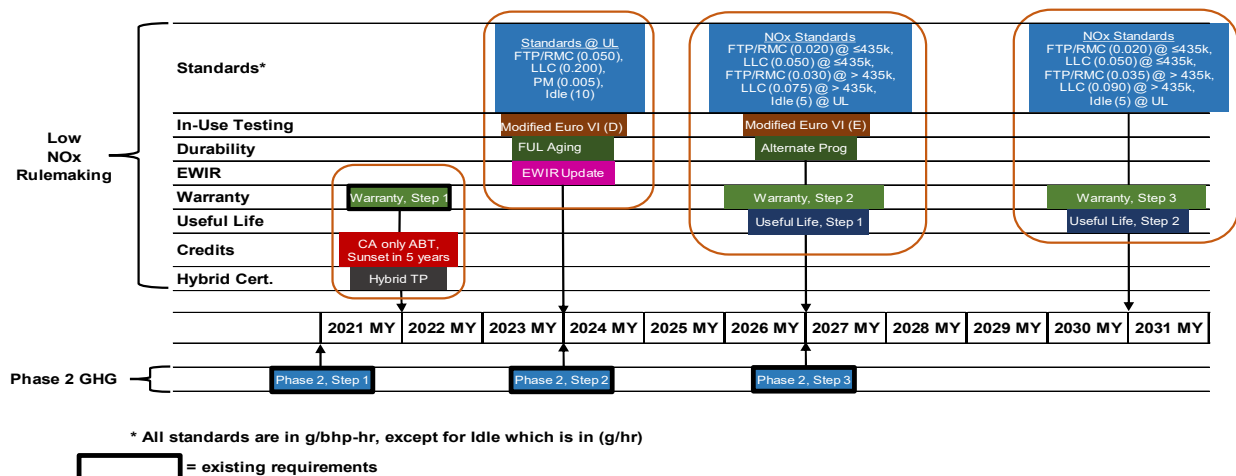 Low
NOx
Rulemaking
Standards*
Standards @ UL
FTP/RMC (0.050),
LLC (0.200),
PM (0.005),
Idle (10)
NOx Standards
FTP/RMC (0.020) @ ≤435k,
LLC (0.050) @ ≤435k,
FTP/RMC (0.030) @ > 435k,
LLC (0.075) @ > 435k,
Idle (5) @ UL
NOx Standards
FTP/RMC (0.020) @ ≤435k,
LLC (0.050) @ ≤435k,
FTP/RMC (0.035) @ > 435k,
LLC (0.090) @ > 435k,
Idle (5) @ UL
In-Use Testing
Modified Euro VI (D)
Modified Euro VI (E)
Durability
FUL Aging
Alternate Prog
EWIR
EWIR Update
Warranty
Warranty, Step 1
Warranty, Step 2
Warranty, Step 3
Useful Life
Useful Life, Step 1
Useful Life, Step 2
Credits
CA only ABT,
Sunset in 5 years
Hybrid Cert.
Hybrid TP
2021 MY 2022 MY 2023 MY 2024 MY 2025 MY 2026 MY 2027 MY 2028 MY 2029 MY 2030 MY 2031 MY
Phase 2 GHG
Phase 2, Step 1
Phase 2, Step 2
Phase 2, Step 3
* All standards are in g/bhp-hr, except for Idle which is in (g/hr)
= existing requirements